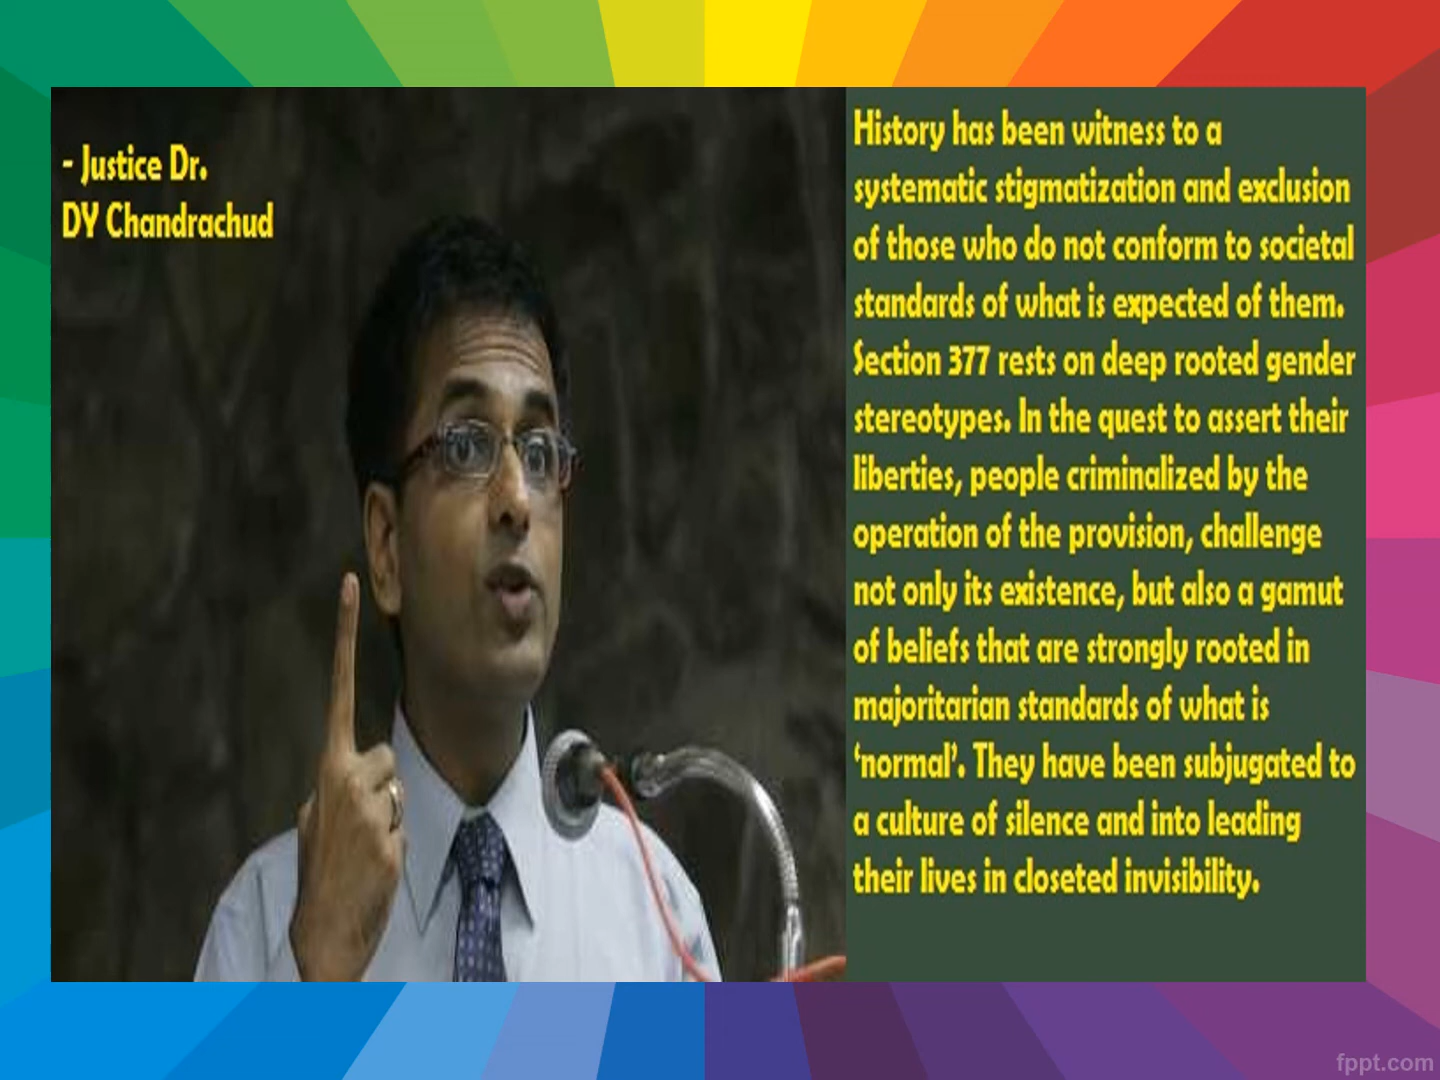 - Justice Dr.
DY Chandrachud
History has been witness to a
systematic stigmatization and exclusion
of those who do not conform to societal
standards of what is expected of them.
Section 377 rests on deep rooted gender
stereotypes. In the quest to assert their
liberties, people criminalized by the
operation of the provision, challenge
not only its existence, but also a gamut
of beliefs that are strongly rooted in
majoritarian standards of what is
‘normal’. They have been subjugated to
a culture of silence and into leading
their lives in closeted invisibility.
fppt.com